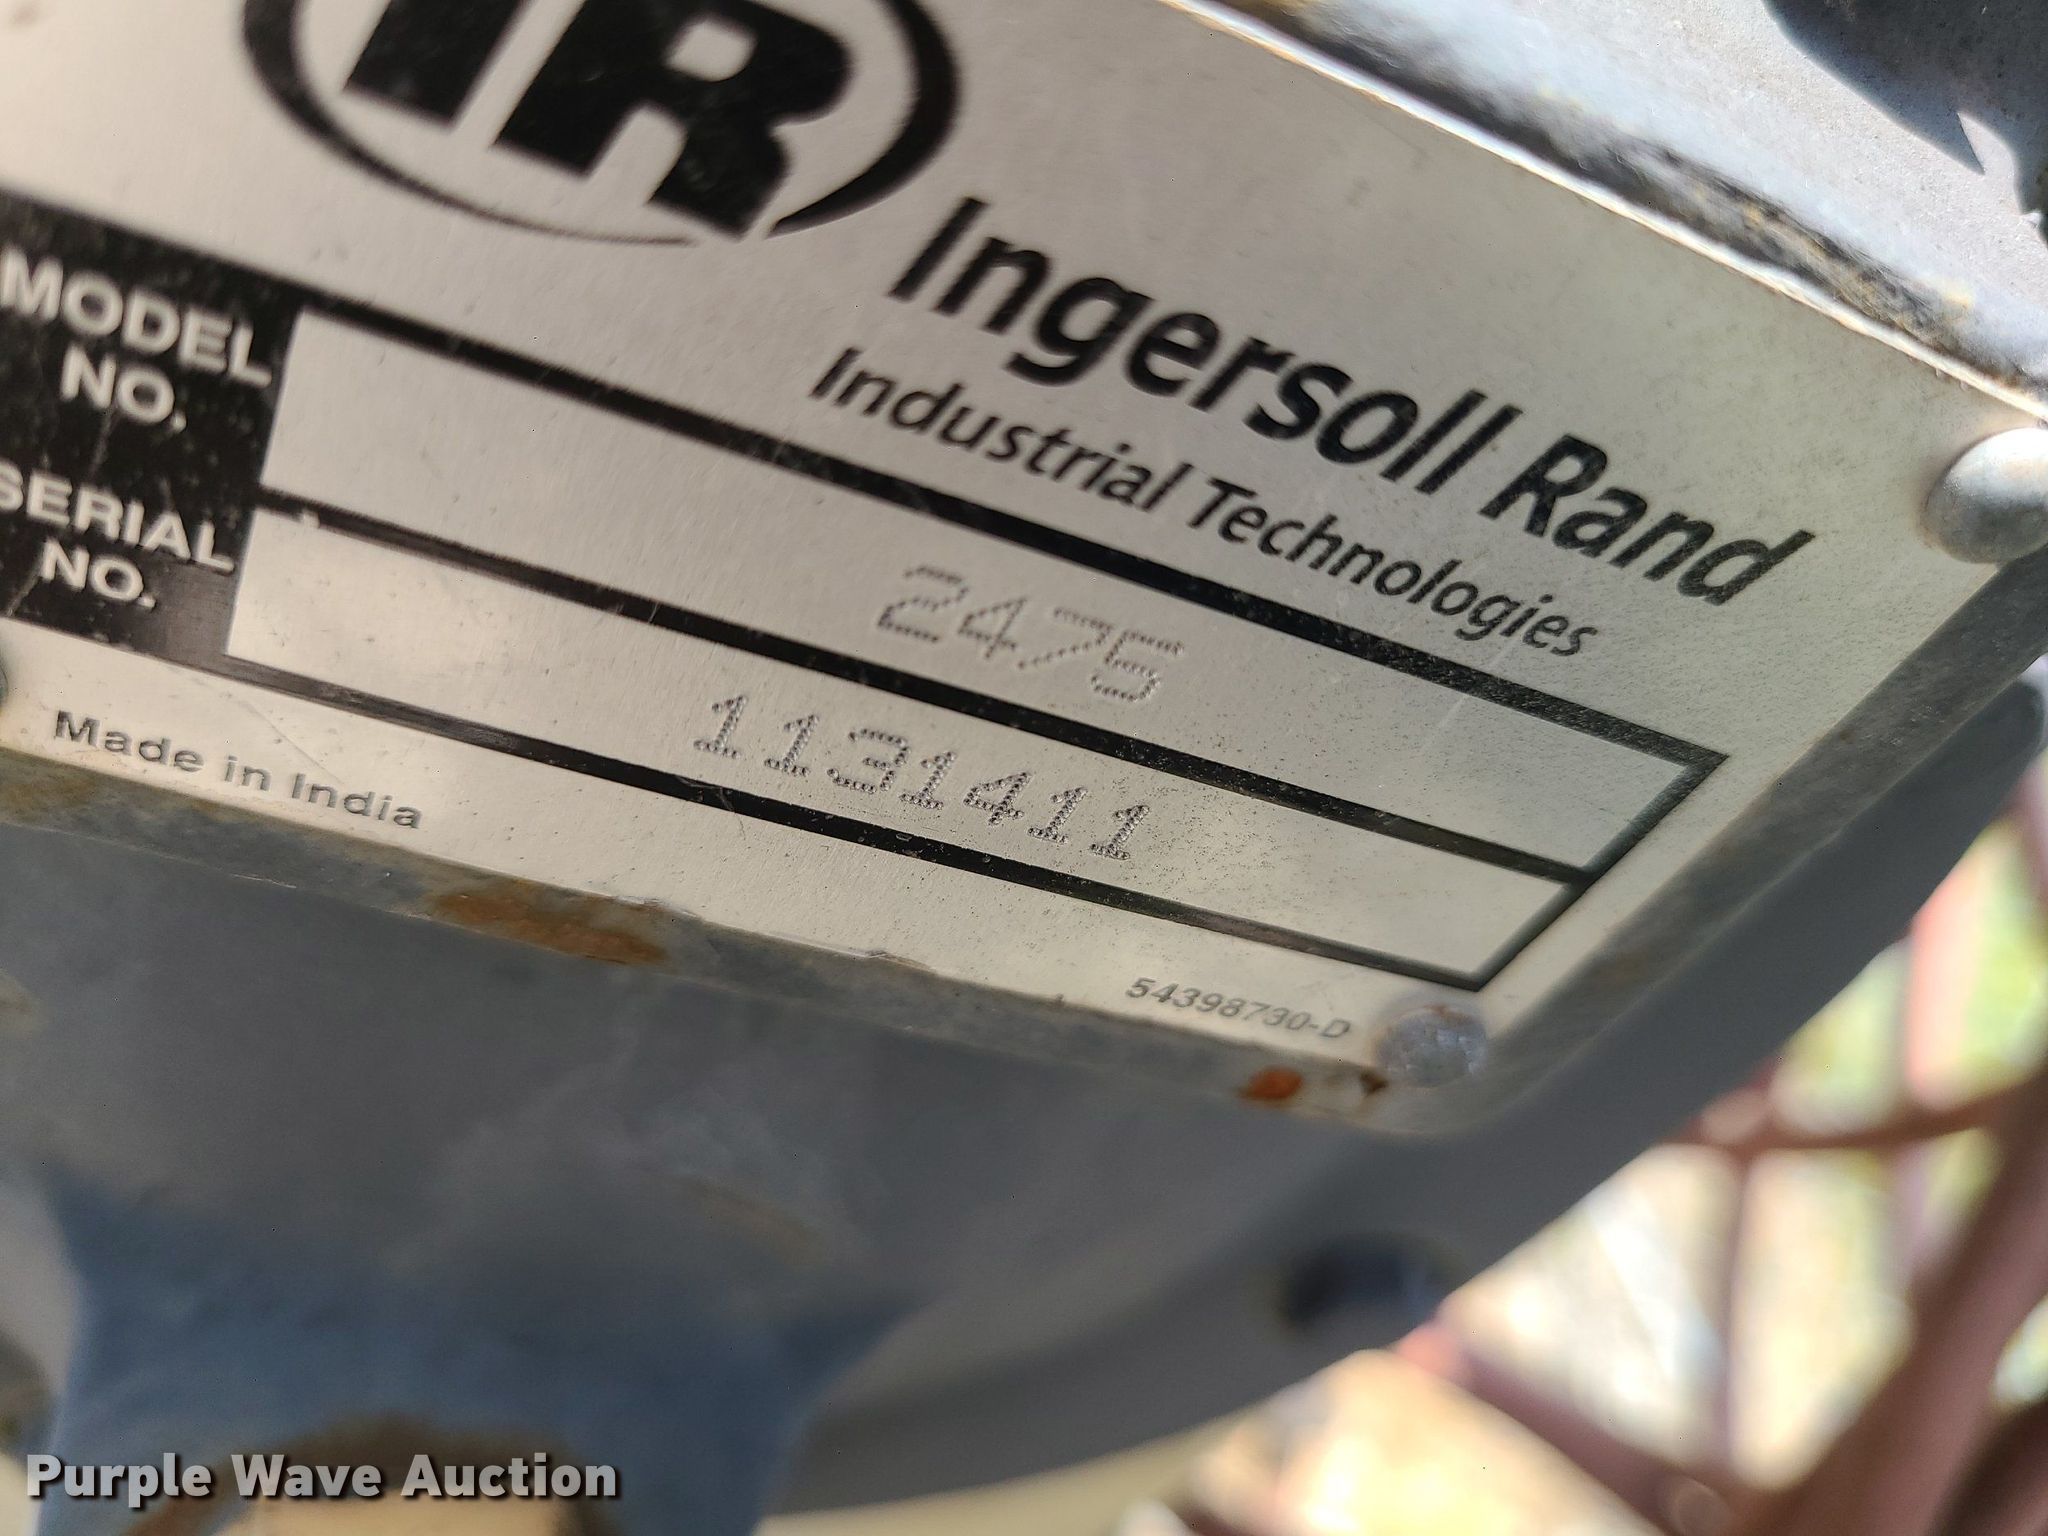 IR
Ingersoll Rand
Industrial Technologies
MODEL NO. 2475
SERIAL NO. 1131411
Made in India
54398730-D
Purple Wave Auction